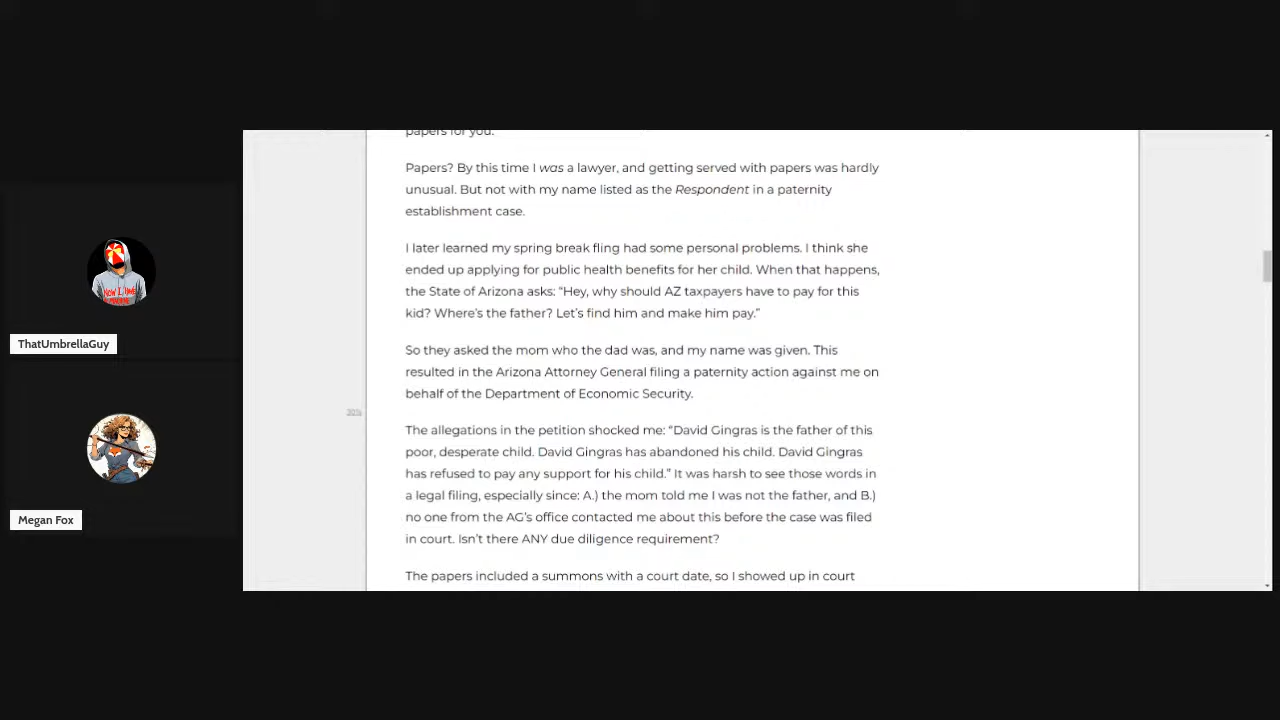 papers for you.
Papers? By this time I was a lawyer, and getting served with papers was hardly
unusual. But not with my name listed as the Respondent in a paternity
establishment case.
I later learned my spring break fling had some personal problems. I think she
ended up applying for public health benefits for her child. When that happens,
the State of Arizona asks: “Hey, why should AZ taxpayers have to pay for this
kid? Where’s the father? Let’s find him and make him pay.”
So they asked the mom who the dad was, and my name was given. This
resulted in the Arizona Attorney General filing a paternity action against me on
behalf of the Department of Economic Security.
The allegations in the petition shocked me: “David Gingras is the father of this
poor, desperate child. David Gingras has abandoned his child. David Gingras
has refused to pay any support for his child.” It was harsh to see those words in
a legal filing, especially since: A.) the mom told me I was not the father, and B.)
no one from the AG’s office contacted me about this before the case was filed
in court. Isn’t there ANY due diligence requirement?
The papers included a summons with a court date, so I showed up in court
ThatUmbrellaGuy
Megan Fox